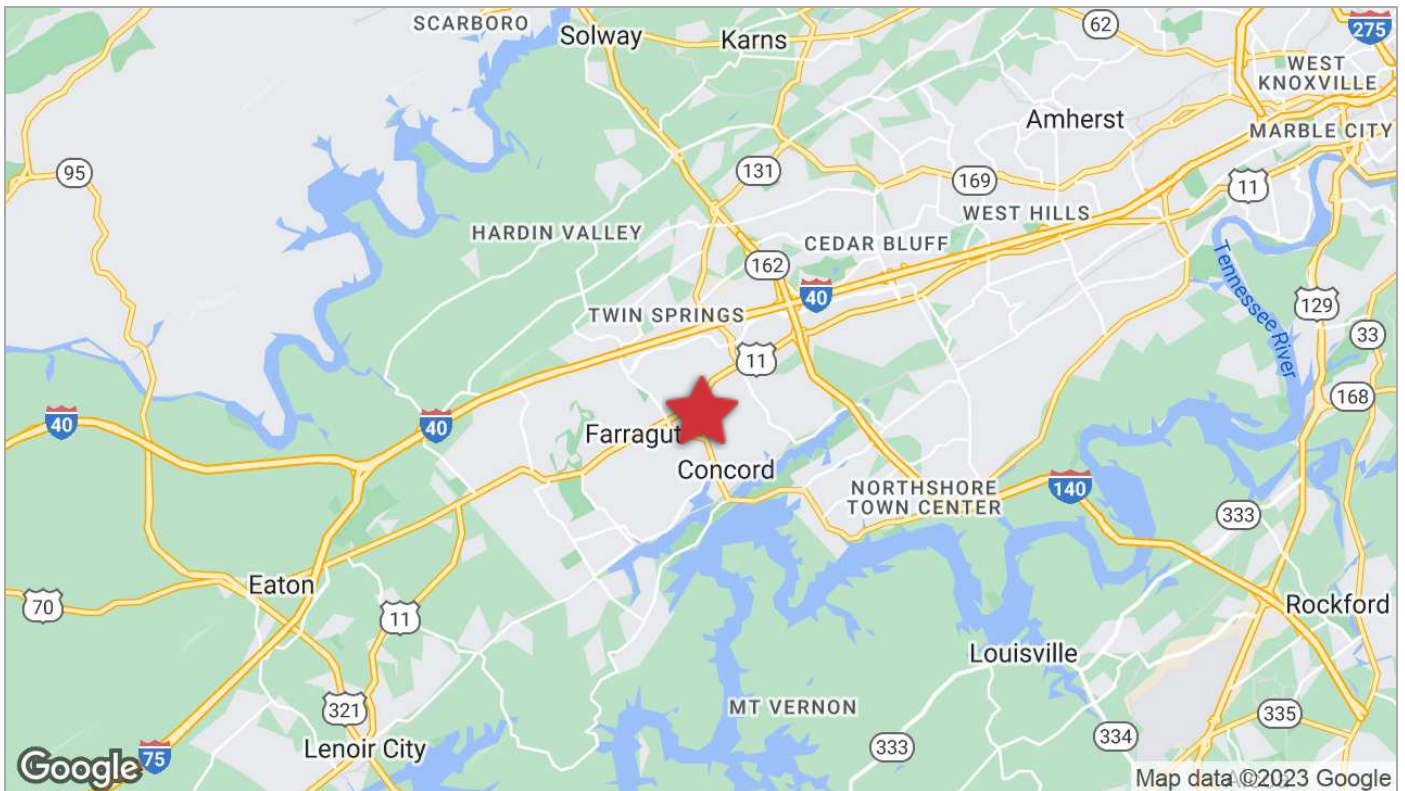 SCARBORO
Solway
Karns
62
275
WEST
KNOXVILLE
Amherst
MARBLE CITY
95
131
169
11
WEST HILLS
HARDIN VALLEY
CEDAR BLUFF
162
40
Tennessee River
129
TWIN SPRINGS
11
33
168
40
40
Farragut
Concord
NORTHSHORE
TOWN CENTER
140
333
Eaton
70
11
Rockford
Louisville
321
MT VERNON
335
334
333
Lenoir City
75
Google
Map data ©2023 Google